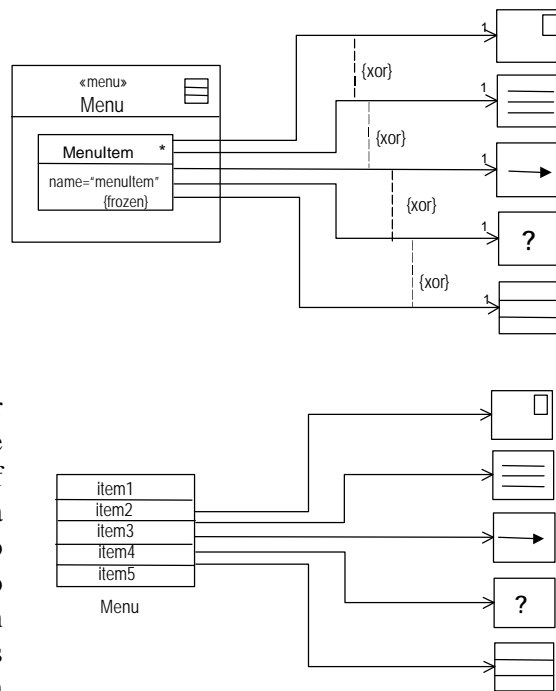 1
{xor}
«menu»
Menu
1
{xor}
MenuItem *
1
name="menuItem"
{frozen}
{xor}
1
?
{xor}
1
item1
item2
item3
item4
item5
Menu
?